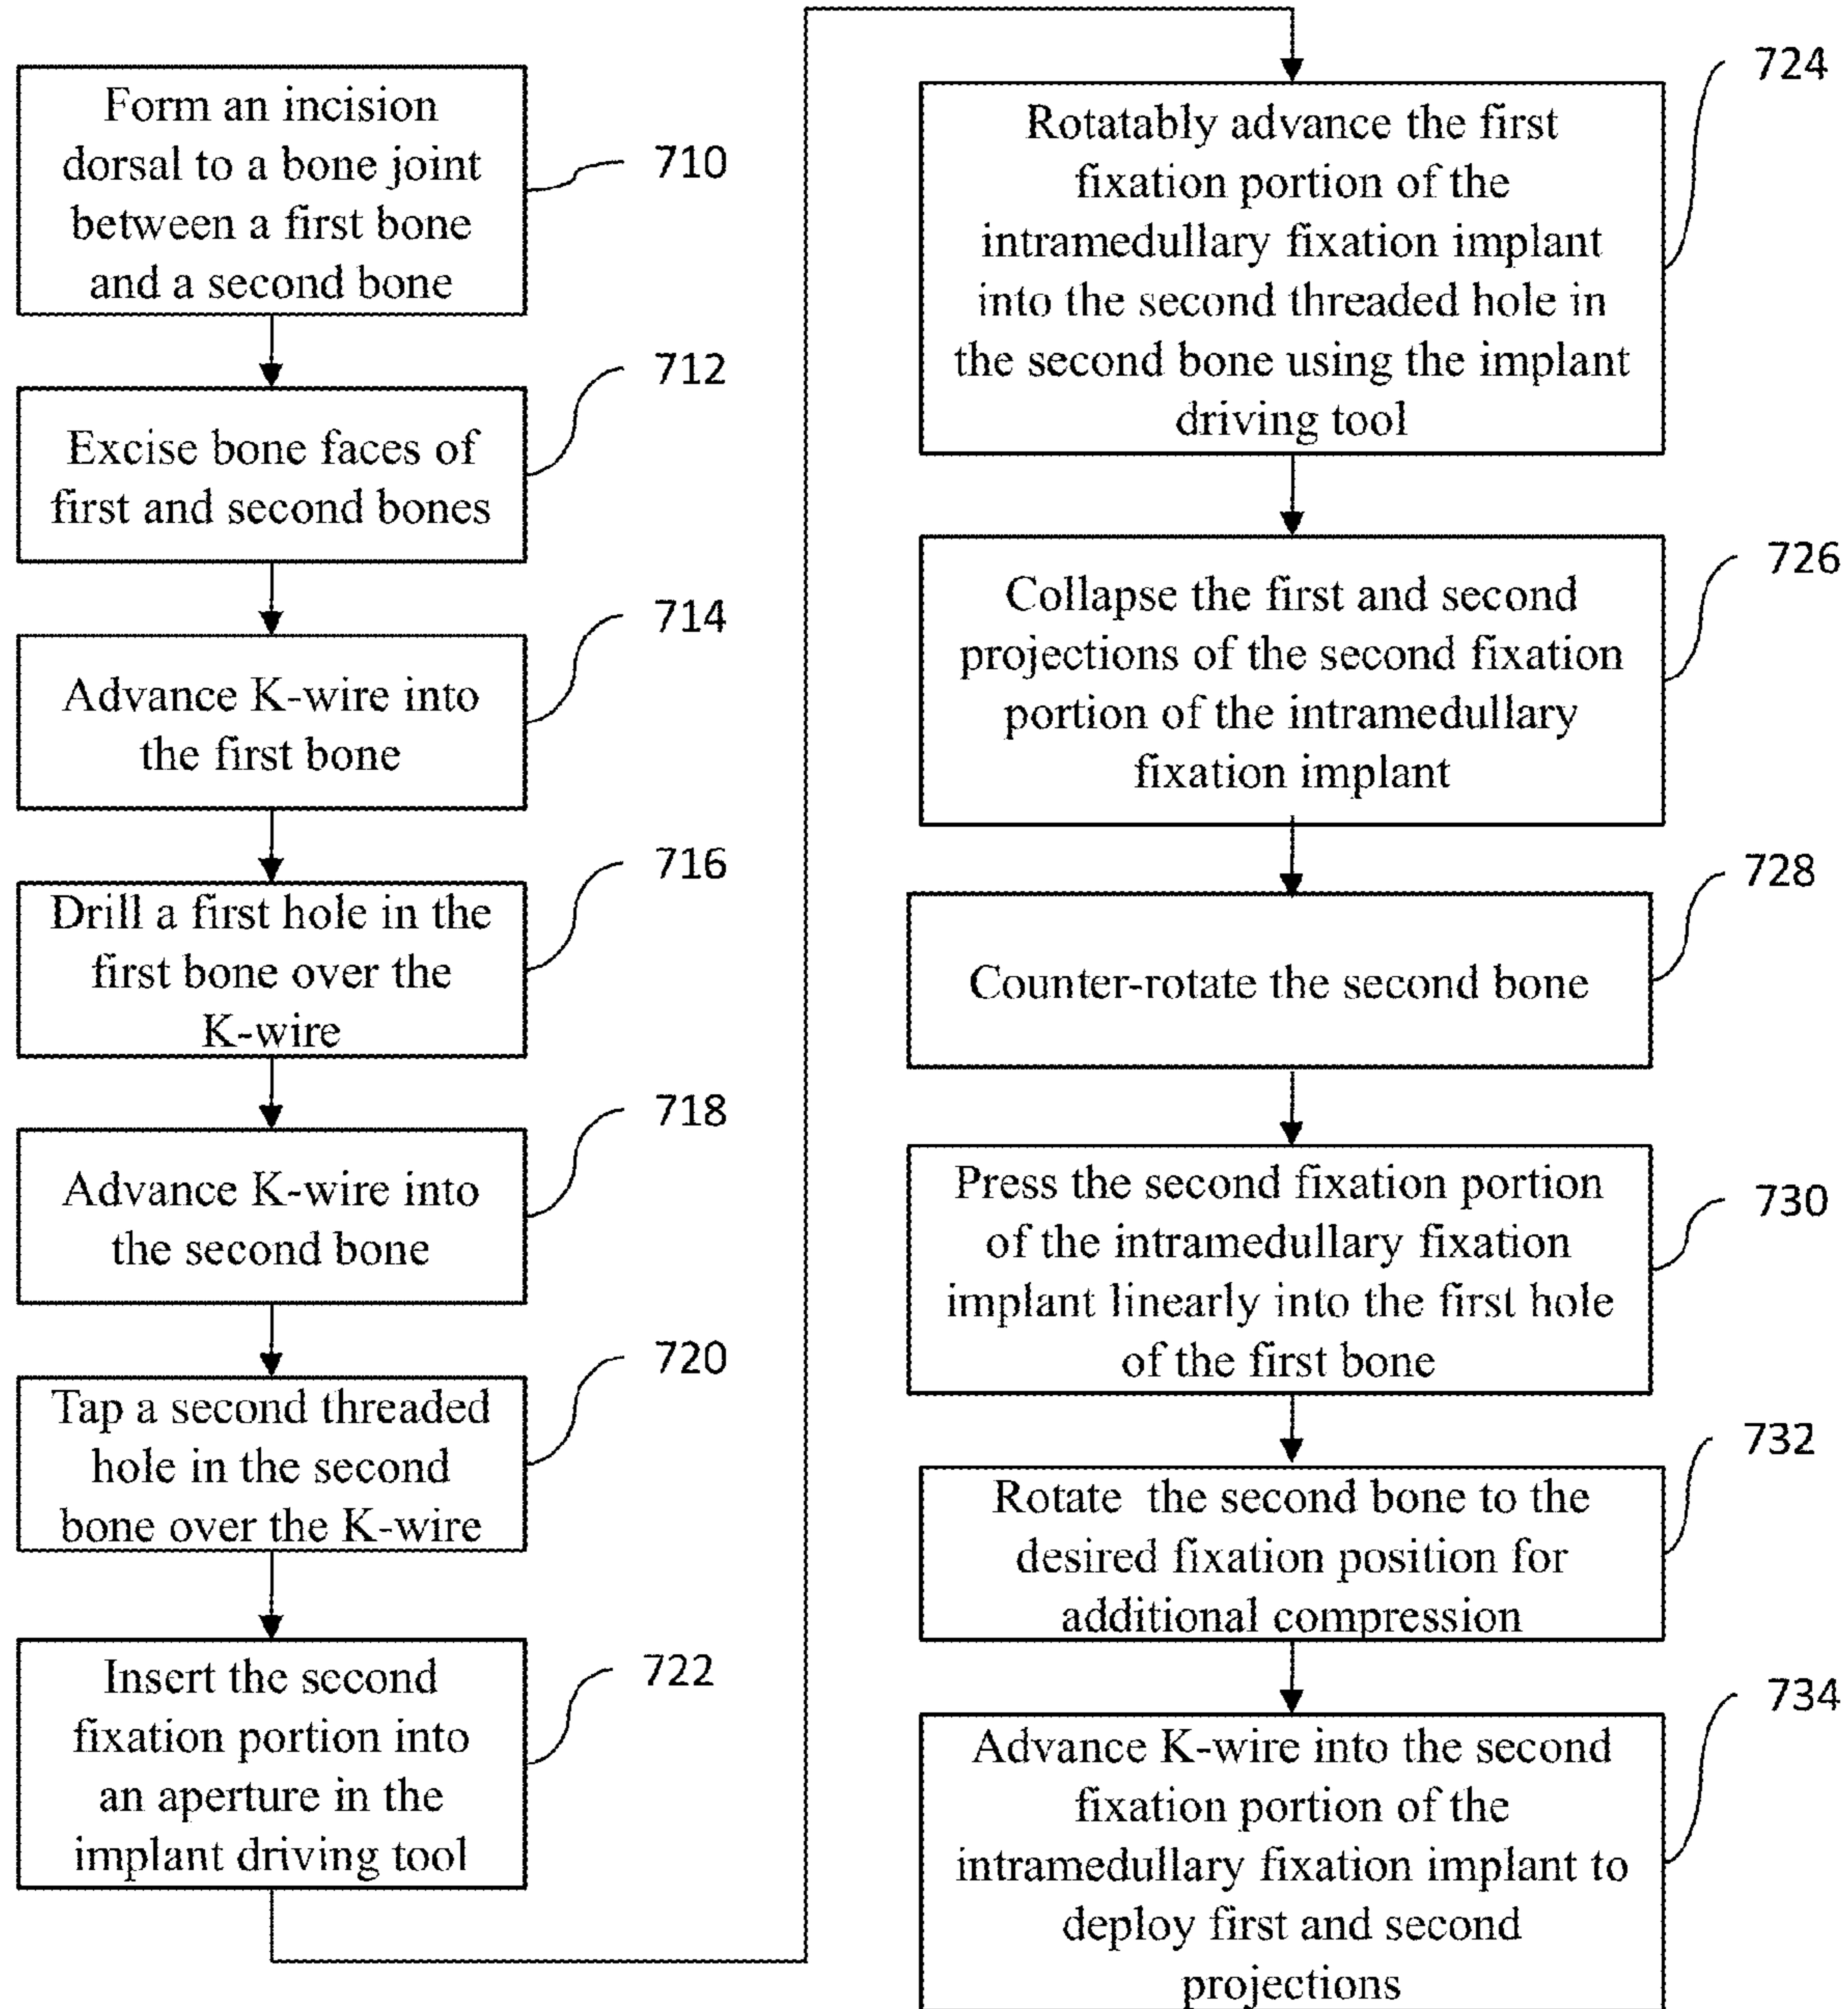 Form an incision
dorsal to a bone joint
between a first bone
and a second bone
710
Excise bone faces of
first and second bones
712
Advance K-wire into
the first bone
714
Drill a first hole in the
first bone over the
K-wire
716
Advance K-wire into
the second bone
718
Tap a second threaded
hole in the second
bone over the K-wire
720
Insert the second
fixation portion into
an aperture in the
implant driving tool
722
Rotatably advance the first
fixation portion of the
intramedullary fixation implant
into the second threaded hole in
the second bone using the implant
driving tool
724
Collapse the first and second
projections of the second fixation
portion of the intramedullary
fixation implant
726
Counter-rotate the second bone
728
Press the second fixation portion
of the intramedullary fixation
implant linearly into the first hole
of the first bone
730
Rotate the second bone to the
desired fixation position for
additional compression
732
Advance K-wire into the second
fixation portion of the
intramedullary fixation implant to
deploy first and second
projections
734